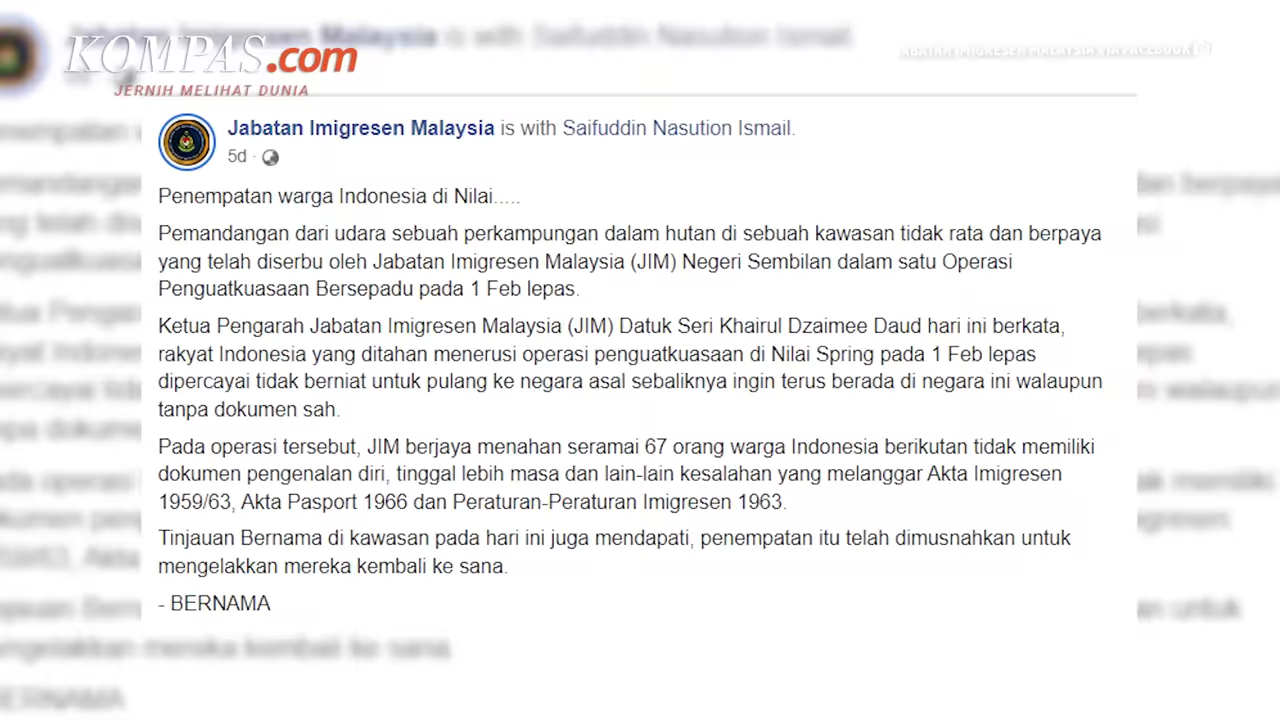 KOMPAS.com
JERNIH MELIHAT DUNIA
JABATAN IMIGRESEN MALAYSIA VIA FACEBOOK
Jabatan Imigresen Malaysia is with Saifuddin Nasution Ismail.
5d ·
Penempatan warga Indonesia di Nilai.....
Pemandangan dari udara sebuah perkampungan dalam hutan di sebuah kawasan tidak rata dan berpaya
yang telah diserbu oleh Jabatan Imigresen Malaysia (JIM) Negeri Sembilan dalam satu Operasi
Penguatkuasaan Bersepadu pada 1 Feb lepas.
Ketua Pengarah Jabatan Imigresen Malaysia (JIM) Datuk Seri Khairul Dzaimee Daud hari ini berkata,
rakyat Indonesia yang ditahan menerusi operasi penguatkuasaan di Nilai Spring pada 1 Feb lepas
dipercayai tidak berniat untuk pulang ke negara asal sebaliknya ingin terus berada di negara ini walaupun
tanpa dokumen sah.
Pada operasi tersebut, JIM berjaya menahan seramai 67 orang warga Indonesia berikutan tidak memiliki
dokumen pengenalan diri, tinggal lebih masa dan lain-lain kesalahan yang melanggar Akta Imigresen
1959/63, Akta Pasport 1966 dan Peraturan-Peraturan Imigresen 1963.
Tinjauan Bernama di kawasan pada hari ini juga mendapati, penempatan itu telah dimusnahkan untuk
mengelakkan mereka kembali ke sana.
- BERNAMA